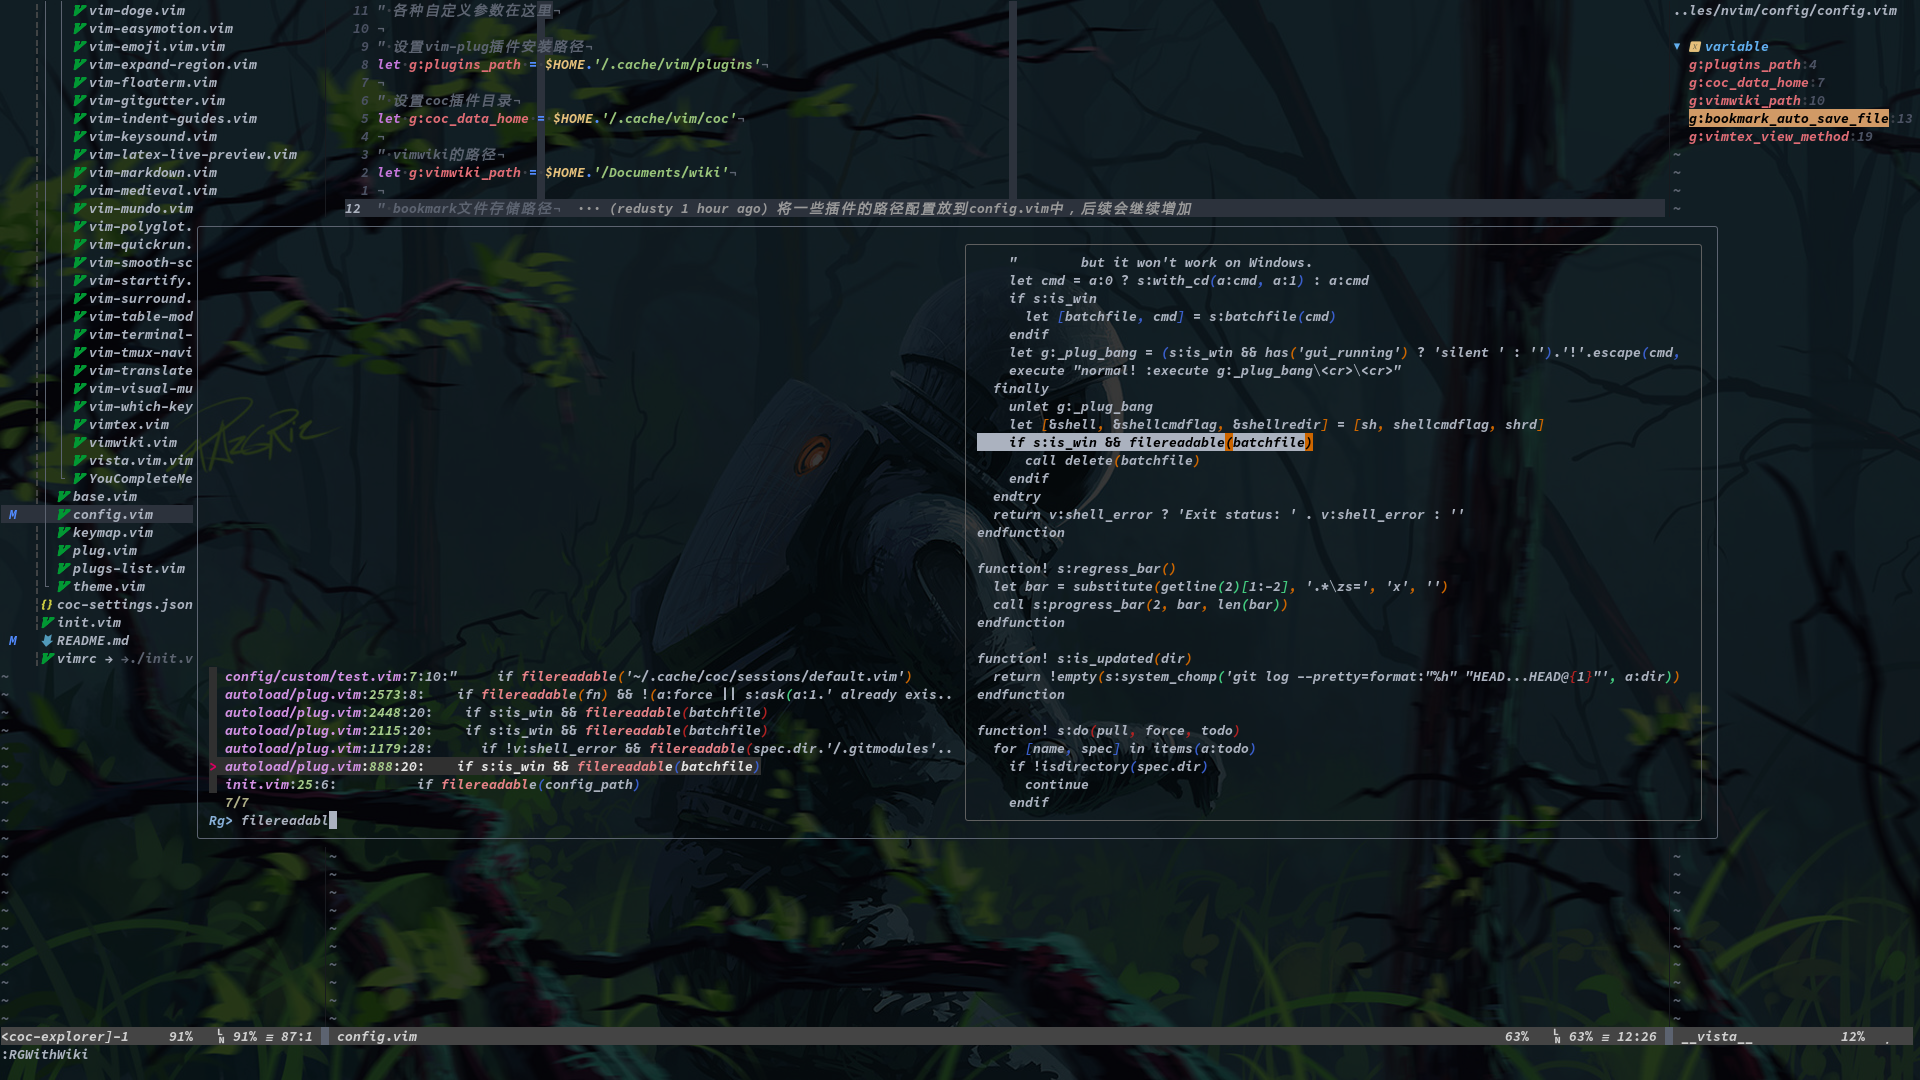 vim-doge.vim
vim-easymotion.vim
vim-emoji.vim.vim
vim-expand-region.vim
vim-floaterm.vim
vim-gitgutter.vim
vim-indent-guides.vim
vim-keysound.vim
vim-latex-live-preview.vim
vim-markdown.vim
vim-medieval.vim
vim-mundo.vim
vim-polyglot.
vim-quickrun.
vim-smooth-sc
vim-startify.
vim-surround.
vim-table-mod
vim-terminal-
vim-tmux-navi
vim-translate
vim-visual-mu
vim-which-key
vimtex.vim
vimwiki.vim
vista.vim.vim
YouCompleteMe
base.vim
M config.vim
keymap.vim
plug.vim
plugs-list.vim
theme.vim
{} coc-settings.json
init.vim
M README.md
vimrc → →./init.v
11 " 各种自定义参数在这里¬
10 ¬
9 " 设置vim-plug插件安装路径¬
8 let g:plugins_path = $HOME.'/.cache/vim/plugins'¬
7 ¬
6 " 设置coc插件目录¬
5 let g:coc_data_home = $HOME.'/.cache/vim/coc'¬
4 ¬
3 " vimwiki的路径¬
2 let g:vimwiki_path = $HOME.'/Documents/wiki'¬
1 ¬
12 " bookmark文件存储路径¬ ··· (redusty 1 hour ago) 将一些插件的路径配置放到config.vim中，后续会继续增加
..les/nvim/config/config.vim
▼ variable
g:plugins_path:4
g:coc_data_home:7
g:vimwiki_path:10
g:bookmark_auto_save_file:13
g:vimtex_view_method:19
RAZGRIZ
config/custom/test.vim:7:10:" if filereadable('~/.cache/coc/sessions/default.vim')
autoload/plug.vim:2573:8: if filereadable(fn) && !(a:force || s:ask(a:1.' already exis..
autoload/plug.vim:2448:20: if s:is_win && filereadable(batchfile)
autoload/plug.vim:2115:20: if s:is_win && filereadable(batchfile)
autoload/plug.vim:1179:28: if !v:shell_error && filereadable(spec.dir.'/.gitmodules'..
> autoload/plug.vim:888:20: if s:is_win && filereadable(batchfile)
init.vim:25:6: if filereadable(config_path)
7/7
Rg> filereadabl
" but it won't work on Windows.
let cmd = a:0 ? s:with_cd(a:cmd, a:1) : a:cmd
if s:is_win
let [batchfile, cmd] = s:batchfile(cmd)
endif
let g:_plug_bang = (s:is_win && has('gui_running') ? 'silent ' : '').'!'.escape(cmd,
execute "normal! :execute g:_plug_bang\<cr>\<cr>"
finally
unlet g:_plug_bang
let [&shell, &shellcmdflag, &shellredir] = [sh, shellcmdflag, shrd]
if s:is_win && filereadable(batchfile)
call delete(batchfile)
endif
endtry
return v:shell_error ? 'Exit status: ' . v:shell_error : ''
endfunction
function! s:regress_bar()
let bar = substitute(getline(2)[1:-2], '.*\zs=', 'x', '')
call s:progress_bar(2, bar, len(bar))
endfunction
function! s:is_updated(dir)
return !empty(s:system_chomp('git log --pretty=format:"%h" "HEAD...HEAD@{1}"', a:dir))
endfunction
function! s:do(pull, force, todo)
for [name, spec] in items(a:todo)
if !isdirectory(spec.dir)
continue
endif
<coc-explorer]-1 91% 91% ≡ 87:1 config.vim 63% 63% ≡ 12:26 __vista__ 12%
:RGWithWiki